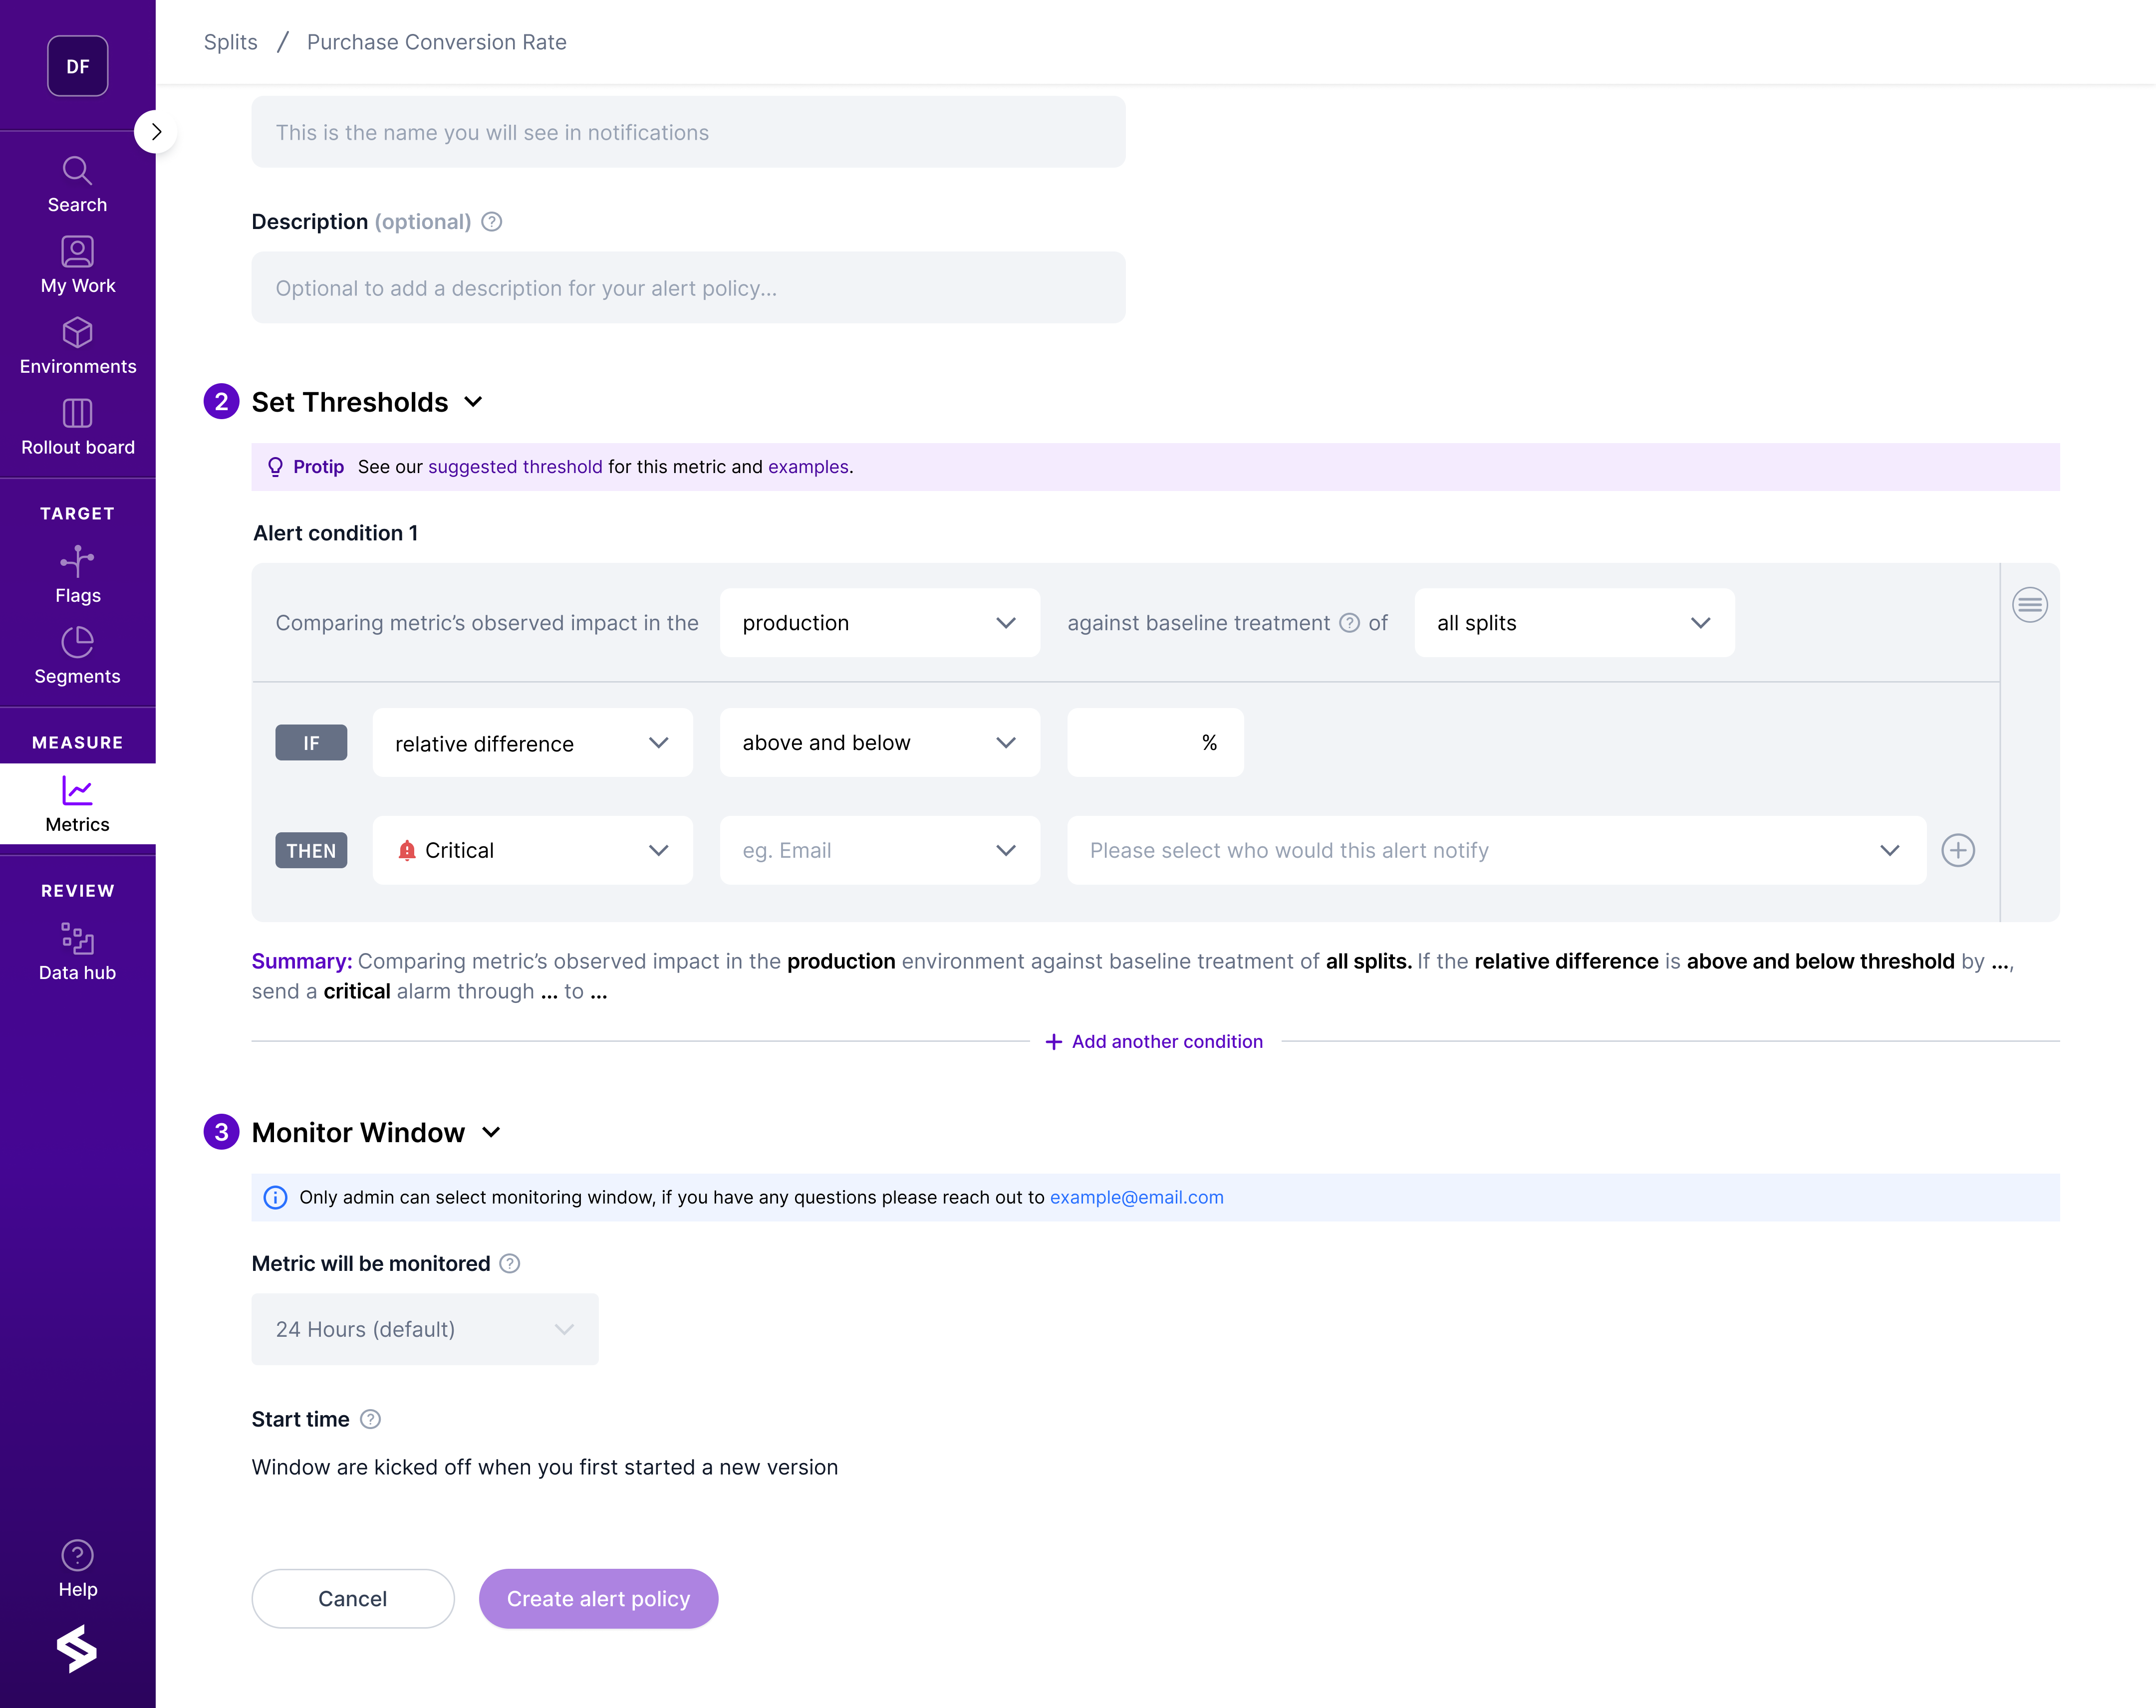 DF
Search
My Work
Environments
Rollout board
TARGET
Flags
Segments
MEASURE
Metrics
REVIEW
Data hub
Help
Splits / Purchase Conversion Rate
This is the name you will see in notifications
Description (optional) ?
Optional to add a description for your alert policy...
2 Set Thresholds
Protip See our suggested threshold for this metric and examples.
Alert condition 1
Comparing metric’s observed impact in the production against baseline treatment ? of all splits
IF relative difference above and below %
THEN Critical eg. Email Please select who would this alert notify
Summary: Comparing metric’s observed impact in the production environment against baseline treatment of all splits. If the relative difference is above and below threshold by ...,
send a critical alarm through ... to ...
+ Add another condition
3 Monitor Window
Only admin can select monitoring window, if you have any questions please reach out to example@email.com
Metric will be monitored ?
24 Hours (default)
Start time ?
Window are kicked off when you first started a new version
Cancel Create alert policy